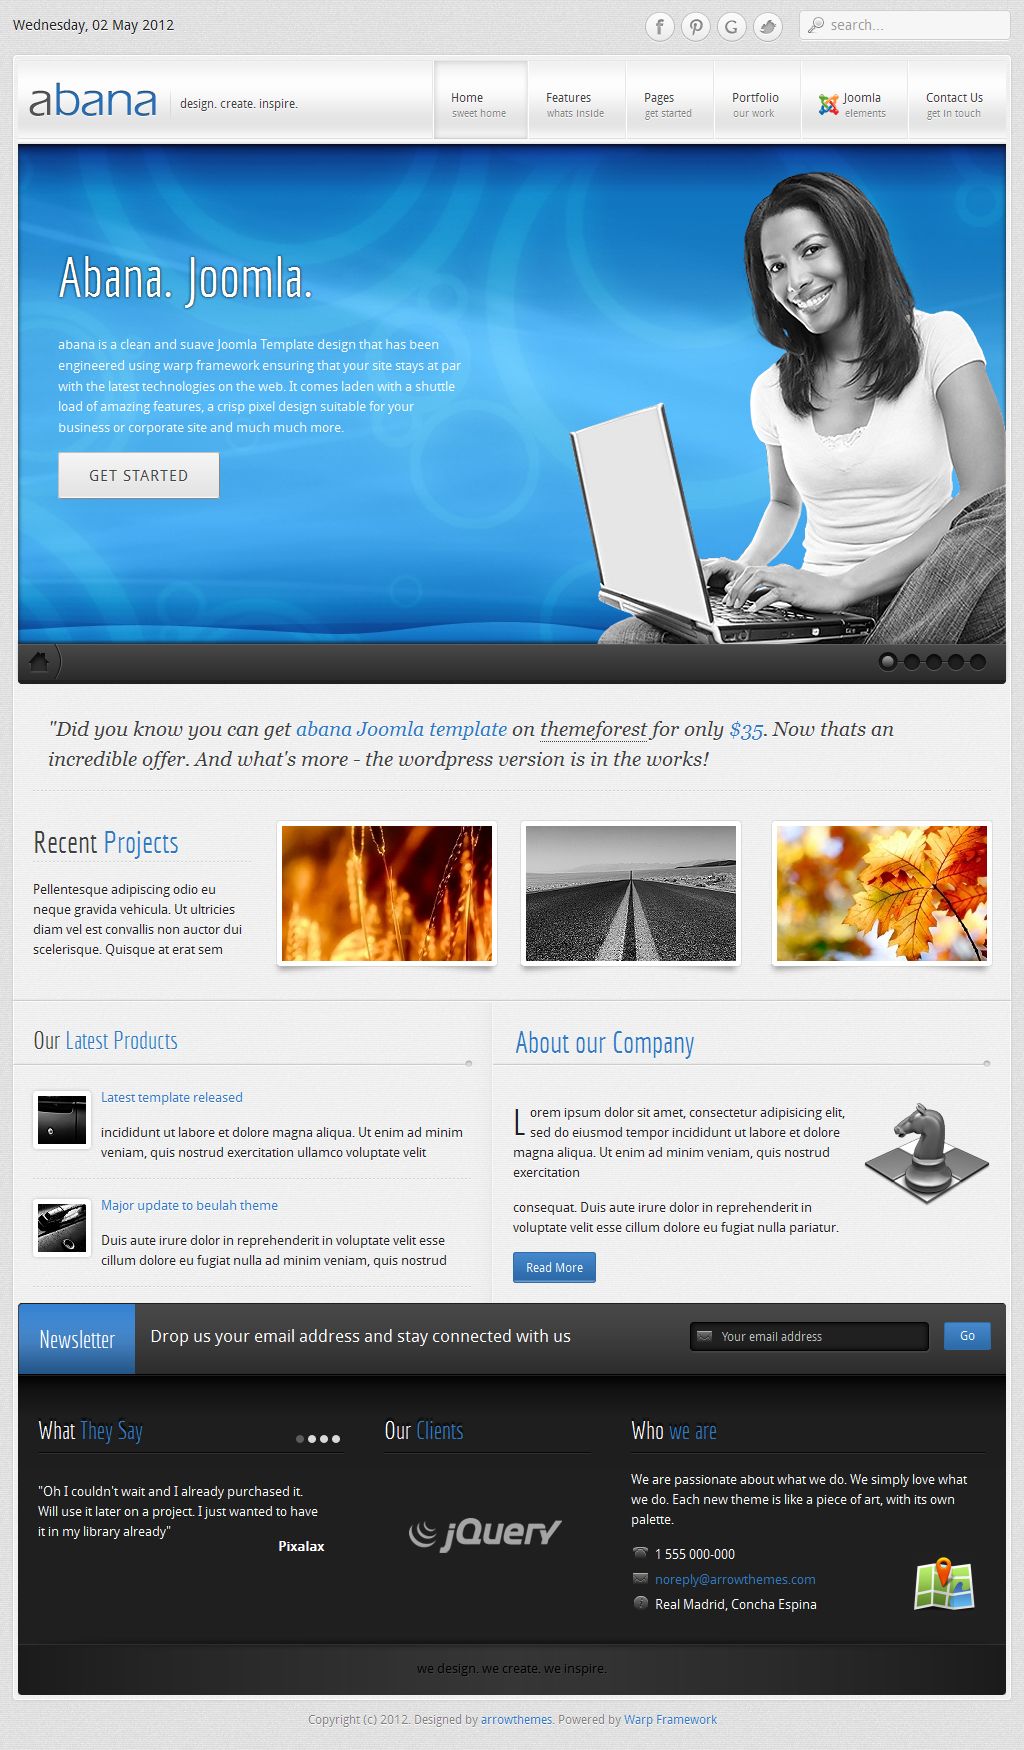 Wednesday, 02 May 2012
search...
abana
design. create. inspire.
Home
sweet home
Features
whats inside
Pages
get started
Portfolio
our work
Joomla
elements
Contact Us
get in touch
Abana. Joomla.
abana is a clean and suave Joomla Template design that has been
engineered using warp framework ensuring that your site stays at par
with the latest technologies on the web. It comes laden with a shuttle
load of amazing features, a crisp pixel design suitable for your
business or corporate site and much much more.
GET STARTED
"Did you know you can get abana Joomla template on themeforest for only $35. Now thats an
incredible offer. And what's more - the wordpress version is in the works!
Recent Projects
Pellentesque adipiscing odio eu
neque gravida vehicula. Ut ultricies
diam vel est convallis non auctor dui
scelerisque. Quisque at erat sem
Our Latest Products
Latest template released
incididunt ut labore et dolore magna aliqua. Ut enim ad minim
veniam, quis nostrud exercitation ullamco voluptate velit
Major update to beulah theme
Duis aute irure dolor in reprehenderit in voluptate velit esse
cillum dolore eu fugiat nulla ad minim veniam, quis nostrud
About our Company
Lorem ipsum dolor sit amet, consectetur adipisicing elit,
sed do eiusmod tempor incididunt ut labore et dolore
magna aliqua. Ut enim ad minim veniam, quis nostrud
exercitation
consequat. Duis aute irure dolor in reprehenderit in
voluptate velit esse cillum dolore eu fugiat nulla pariatur.
Read More
Newsletter
Drop us your email address and stay connected with us
Your email address
Go
What They Say
"Oh I couldn't wait and I already purchased it.
Will use it later on a project. I just wanted to have
it in my library already"
Pixalax
Our Clients
jQuery
Who we are
We are passionate about what we do. We simply love what
we do. Each new theme is like a piece of art, with its own
palette.
1 555 000-000
noreply@arrowthemes.com
Real Madrid, Concha Espina
we design. we create. we inspire.
Copyright (c) 2012. Designed by arrowthemes. Powered by Warp Framework